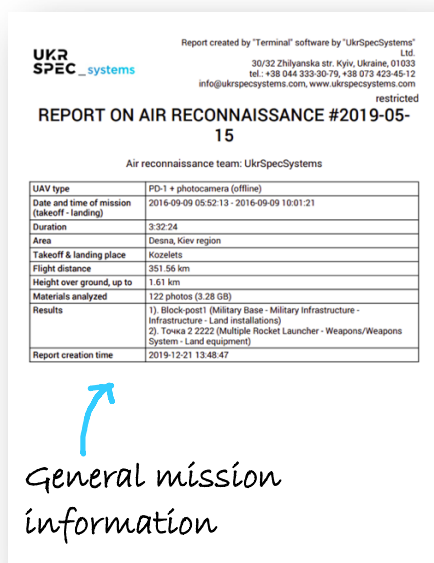 UKR
SPEC_systems
Report created by "Terminal" software by "UkrSpecSystems"
Ltd.
30/32 Zhilyanska str. Kyiv, Ukraine, 01033
tel.: +38 044 333-30-79, +38 073 423-45-12
info@ukrspecsystems.com, www.ukrspecsystems.com
restricted
REPORT ON AIR RECONNAISSANCE #2019-05-
15
Air reconnaissance team: UkrSpecSystems
UAV type PD-1 + photocamera (offline)
Date and time of mission 2016-09-09 05:52:13 - 2016-09-09 10:01:21
(takeoff - landing)
Duration 3:32:24
Area Desna, Kiev region
Takeoff & landing place Kozelets
Flight distance 351.56 km
Height over ground, up to 1.61 km
Materials analyzed 122 photos (3.28 GB)
Results 1). Block-post1 (Military Base - Military Infrastructure -
Infrastructure - Land installations)
2). Точка 2 2222 (Multiple Rocket Launcher - Weapons/Weapons
System - Land equipment)
Report creation time 2019-12-21 13:48:47
General mission
information